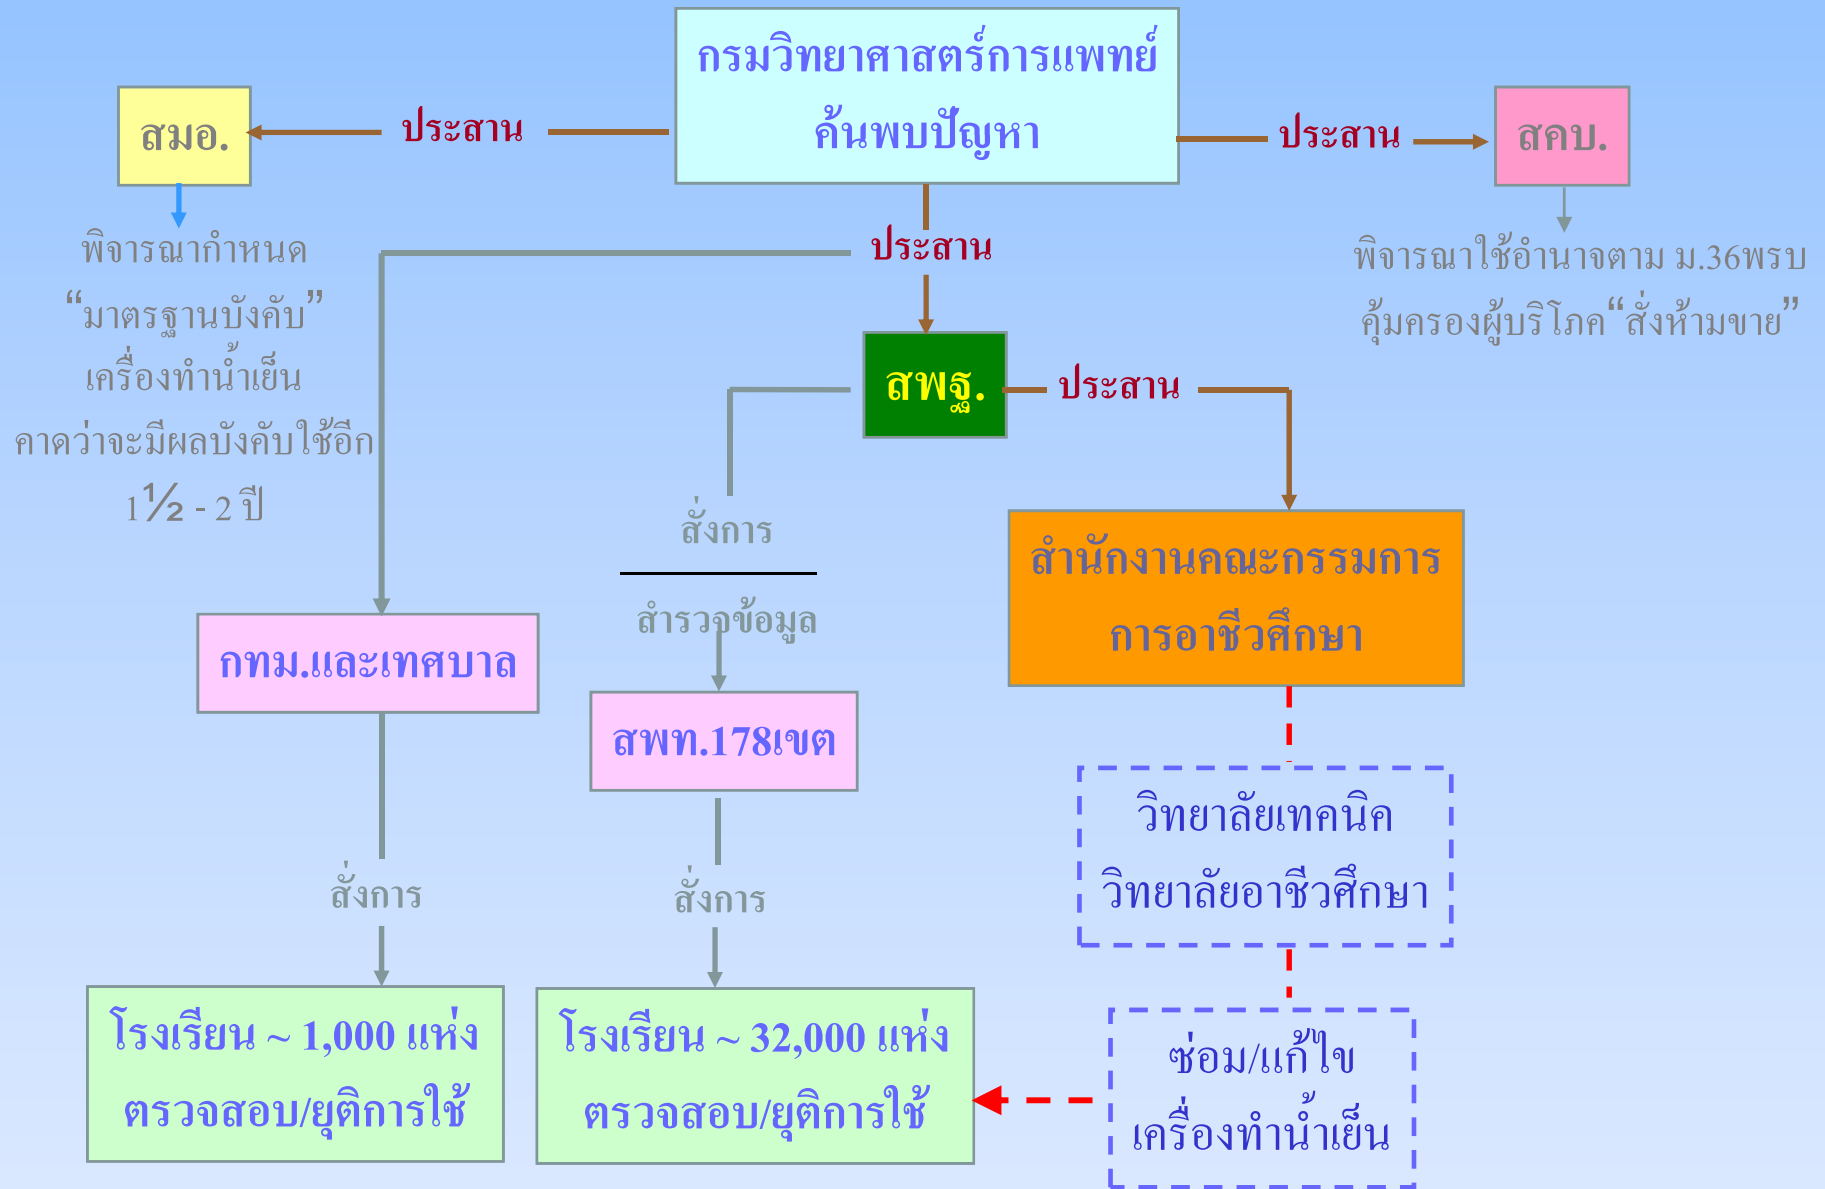 กรมวิทยาศาสตร์การแพทย์
ค้นพบปัญหา
สมอ.
ประสาน
ประสาน
สคบ.
พิจารณากำหนด
“มาตรฐานบังคับ”
เครื่องทำน้ำเย็น
คาดว่าจะมีผลบังคับใช้อีก
1½ - 2 ปี
ประสาน
พิจารณาใช้อำนาจตาม ม.36พรบ
คุ้มครองผู้บริโภค“สั่งห้ามขาย”
สพฐ.
ประสาน
สั่งการ
สำรวจข้อมูล
สำนักงานคณะกรรมการ
การอาชีวศึกษา
กทม.และเทศบาล
สพท.178เขต
วิทยาลัยเทคนิค
วิทยาลัยอาชีวศึกษา
สั่งการ
สั่งการ
โรงเรียน ~ 1,000 แห่ง
ตรวจสอบ/ยุติการใช้
โรงเรียน ~ 32,000 แห่ง
ตรวจสอบ/ยุติการใช้
ซ่อม/แก้ไข
เครื่องทำน้ำเย็น